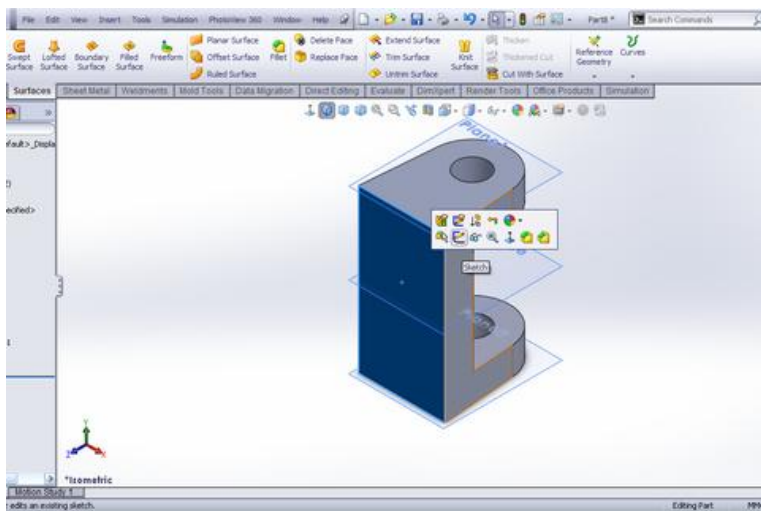 File Edit View Insert Tools Simulation PhotoView 360 Window Help Part8 * Search Commands
Swept Surface Lofted Surface Boundary Surface Filled Surface Freeform Planar Surface Offset Surface Ruled Surface Fillet Delete Face Replace Face Extend Surface Trim Surface Untrim Surface Knit Surface Thicken Thickened Cut Cut With Surface Reference Geometry Curves
Surfaces Sheet Metal Weldments Mold Tools Data Migration Direct Editing Evaluate DimXpert Render Tools Office Products Simulation
efault>_Displa
ecified>
Sketch
Y
Z X
*Isometric
Motion Study 1
edits an existing sketch. Editing Part